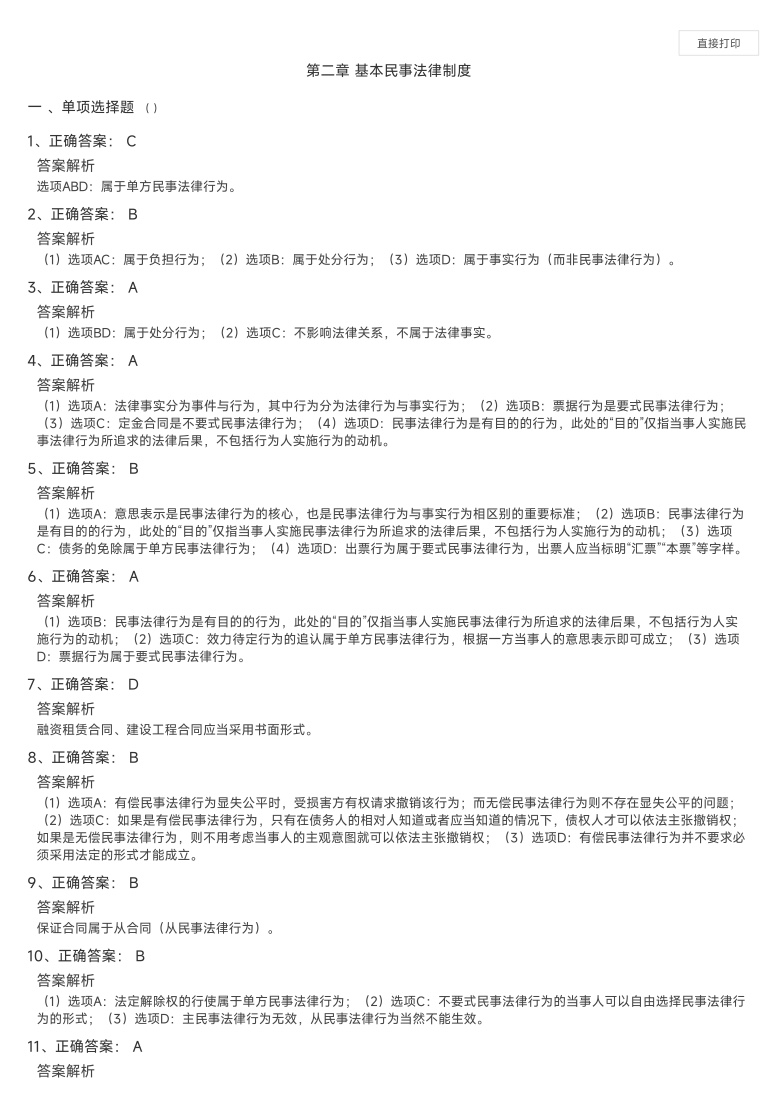 直接打印
第二章 基本民事法律制度
一 、单项选择题 （ ）
1、正确答案： C
答案解析
选项ABD：属于单方民事法律行为。
2、正确答案： B
答案解析
（1）选项AC：属于负担行为；（2）选项B：属于处分行为；（3）选项D：属于事实行为（而非民事法律行为）。
3、正确答案： A
答案解析
（1）选项BD：属于处分行为；（2）选项C：不影响法律关系，不属于法律事实。
4、正确答案： A
答案解析
（1）选项A：法律事实分为事件与行为，其中行为分为法律行为与事实行为；（2）选项B：票据行为是要式民事法律行为；
（3）选项C：定金合同是不要式民事法律行为；（4）选项D：民事法律行为是有目的的行为，此处的“目的”仅指当事人实施民
事法律行为所追求的法律后果，不包括行为人实施行为的动机。
5、正确答案： B
答案解析
（1）选项A：意思表示是民事法律行为的核心，也是民事法律行为与事实行为相区别的重要标准；（2）选项B：民事法律行为
是有目的的行为，此处的“目的”仅指当事人实施民事法律行为所追求的法律后果，不包括行为人实施行为的动机；（3）选项
C：债务的免除属于单方民事法律行为；（4）选项D：出票行为属于要式民事法律行为，出票人应当标明“汇票”“本票”等字样。
6、正确答案： A
答案解析
（1）选项B：民事法律行为是有目的的行为，此处的“目的”仅指当事人实施民事法律行为所追求的法律后果，不包括行为人实
施行为的动机；（2）选项C：效力待定行为的追认属于单方民事法律行为，根据一方当事人的意思表示即可成立；（3）选项
D：票据行为属于要式民事法律行为。
7、正确答案： D
答案解析
融资租赁合同、建设工程合同应当采用书面形式。
8、正确答案： B
答案解析
（1）选项A：有偿民事法律行为显失公平时，受损害方有权请求撤销该行为；而无偿民事法律行为则不存在显失公平的问题；
（2）选项C：如果是有偿民事法律行为，只有在债务人的相对人知道或者应当知道的情况下，债权人才可以依法主张撤销权；
如果是无偿民事法律行为，则不用考虑当事人的主观意图就可以依法主张撤销权；（3）选项D：有偿民事法律行为并不要求必
须采用法定的形式才能成立。
9、正确答案： B
答案解析
保证合同属于从合同（从民事法律行为）。
10、正确答案： B
答案解析
（1）选项A：法定解除权的行使属于单方民事法律行为；（2）选项C：不要式民事法律行为的当事人可以自由选择民事法律行
为的形式；（3）选项D：主民事法律行为无效，从民事法律行为当然不能生效。
11、正确答案： A
答案解析